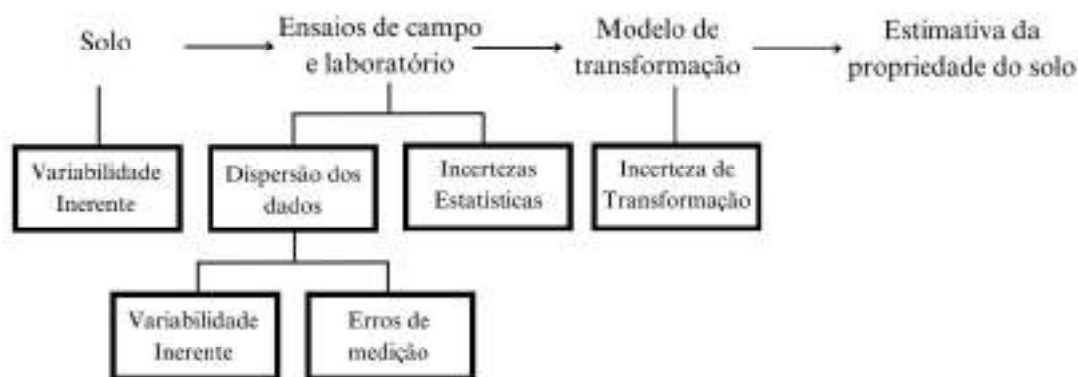 Solo
Ensaios de campo
e laboratório
Modelo de
transformação
Estimativa da
propriedade do solo
Variabilidade
Inerente
Dispersão dos
dados
Incertezas
Estatísticas
Incerteza de
Transformação
Variabilidade
Inerente
Erros de
medição